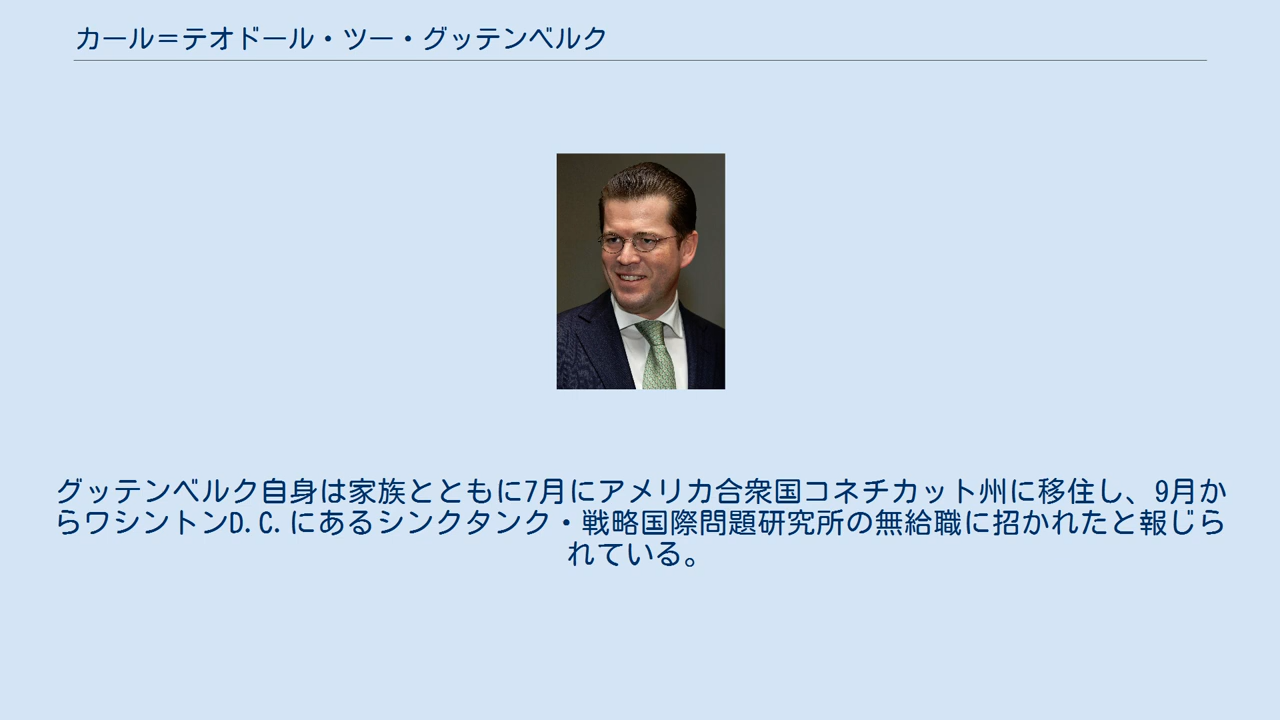 カール＝テオドール・ツー・グッテンベルク
グッテンベルク自身は家族とともに7月にアメリカ合衆国コネチカット州に移住し、9月か
らワシントンD.C.にあるシンクタンク・戦略国際問題研究所の無給職に招かれたと報じら
れている。